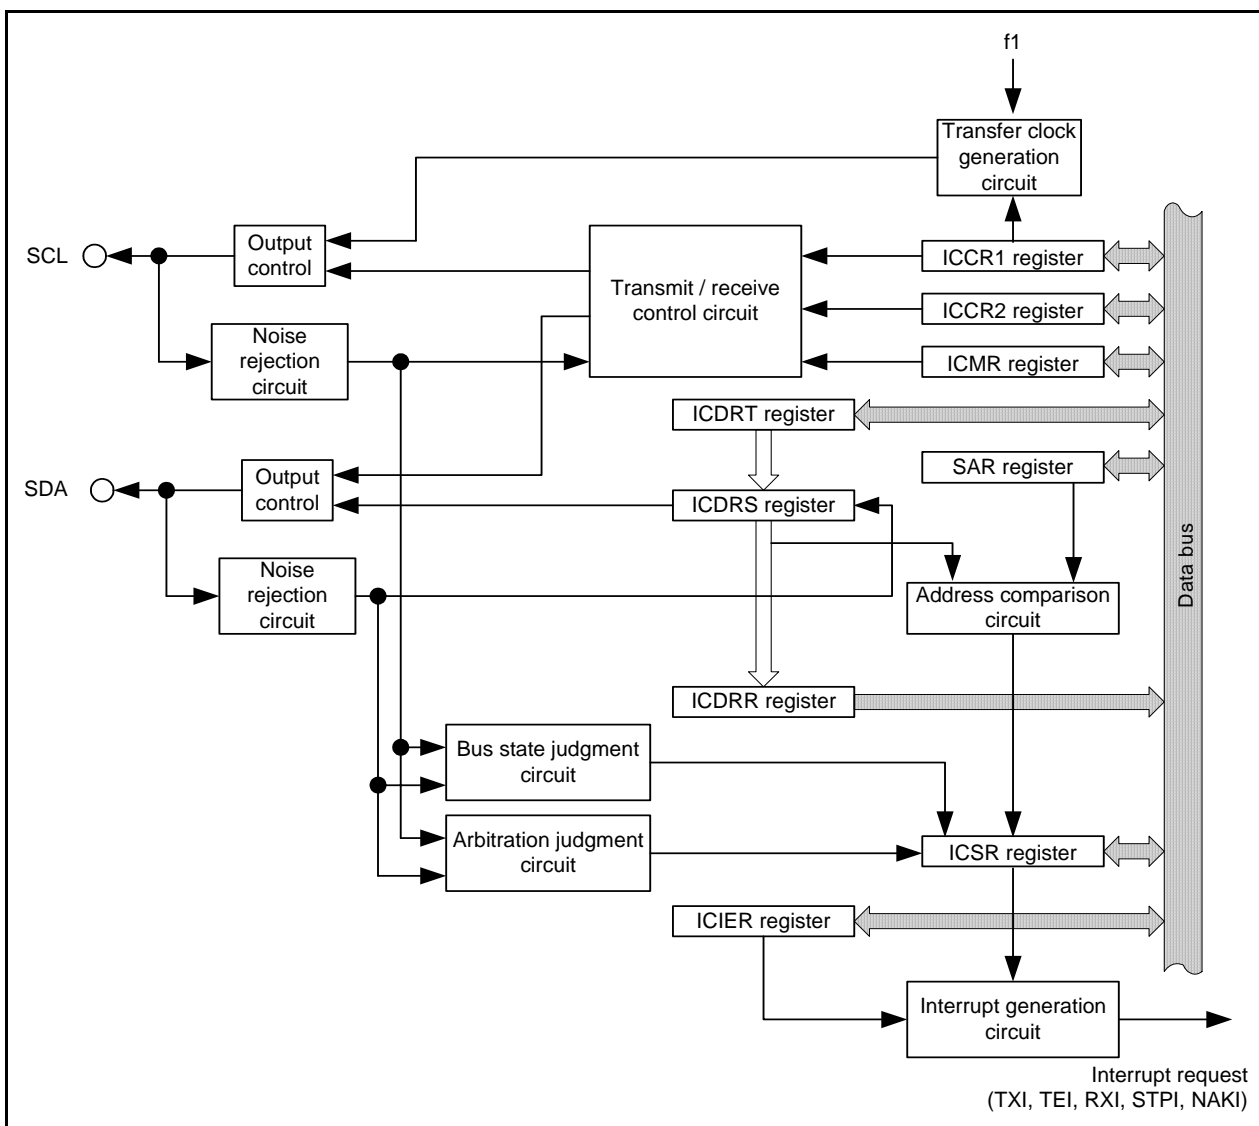 f1
Transfer clock
generation
circuit
SCL
Output
control
Transmit / receive
control circuit
ICCR1 register
ICCR2 register
ICMR register
Noise
rejection
circuit
ICDRT register
SAR register
SDA
Output
control
ICDRS register
Data bus
Noise
rejection
circuit
Address comparison
circuit
ICDRR register
Bus state judgment
circuit
Arbitration judgment
circuit
ICSR register
ICIER register
Interrupt generation
circuit
Interrupt request
(TXI, TEI, RXI, STPI, NAKI)